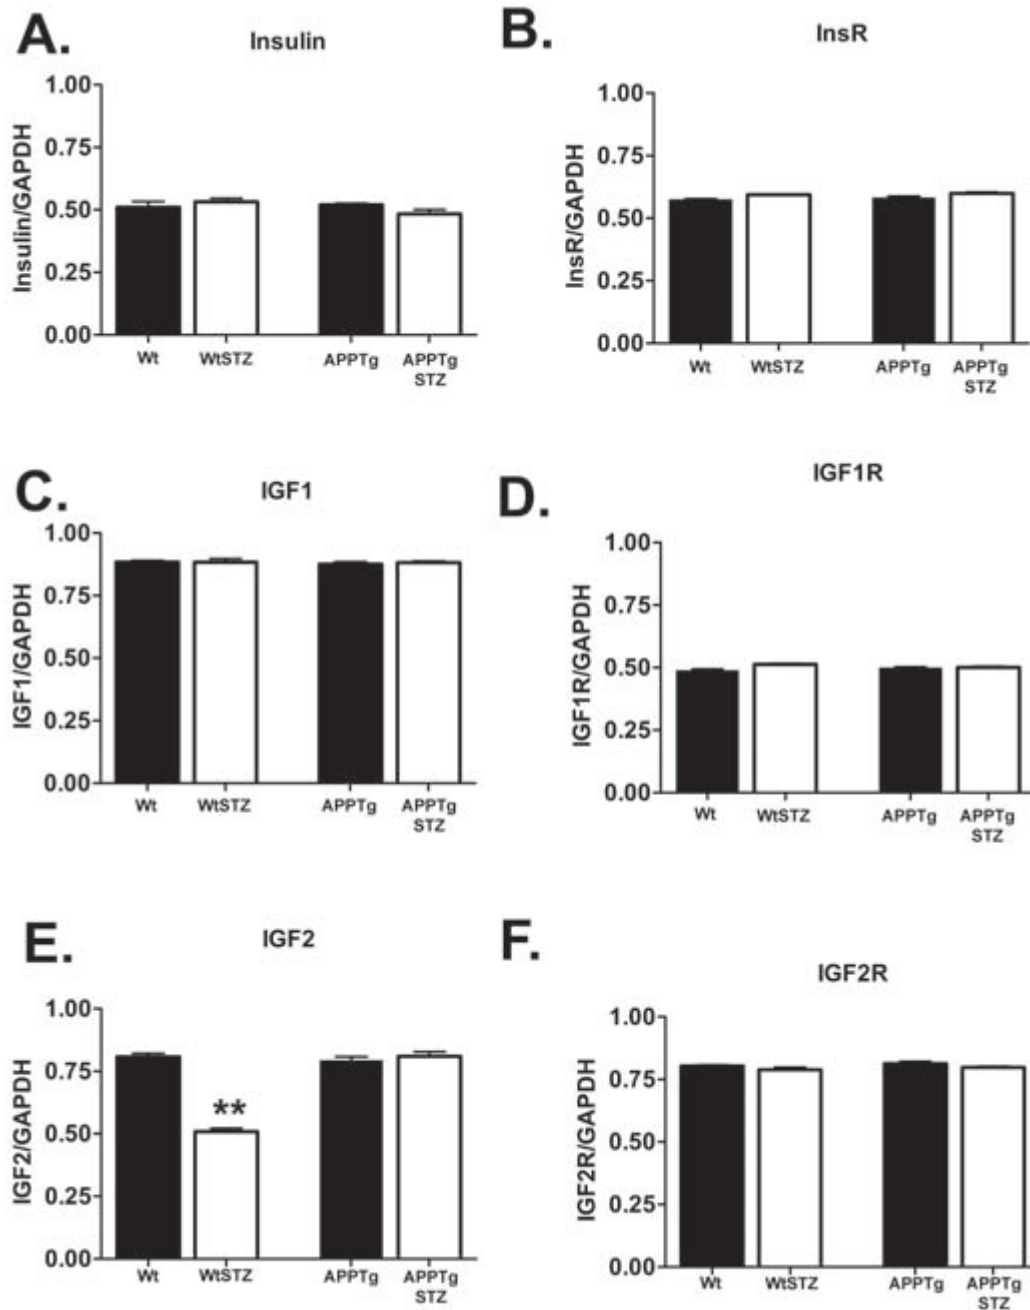 A.
Insulin
Insulin/GAPDH
1.00
0.75
0.50
0.25
0.00
Wt
WtSTZ
APPTg
APPTg
STZ
B.
InsR
InsR/GAPDH
1.00
0.75
0.50
0.25
0.00
Wt
WtSTZ
APPTg
APPTg
STZ
C.
IGF1
IGF1/GAPDH
1.00
0.75
0.50
0.25
0.00
Wt
WtSTZ
APPTg
APPTg
STZ
D.
IGF1R
IGF1R/GAPDH
1.00
0.75
0.50
0.25
0.00
Wt
WtSTZ
APPTg
APPTg
STZ
E.
IGF2
IGF2/GAPDH
1.00
0.75
0.50
0.25
0.00
**
Wt
WtSTZ
APPTg
APPTg
STZ
F.
IGF2R
IGF2R/GAPDH
1.00
0.75
0.50
0.25
0.00
Wt
WtSTZ
APPTg
APPTg
STZ